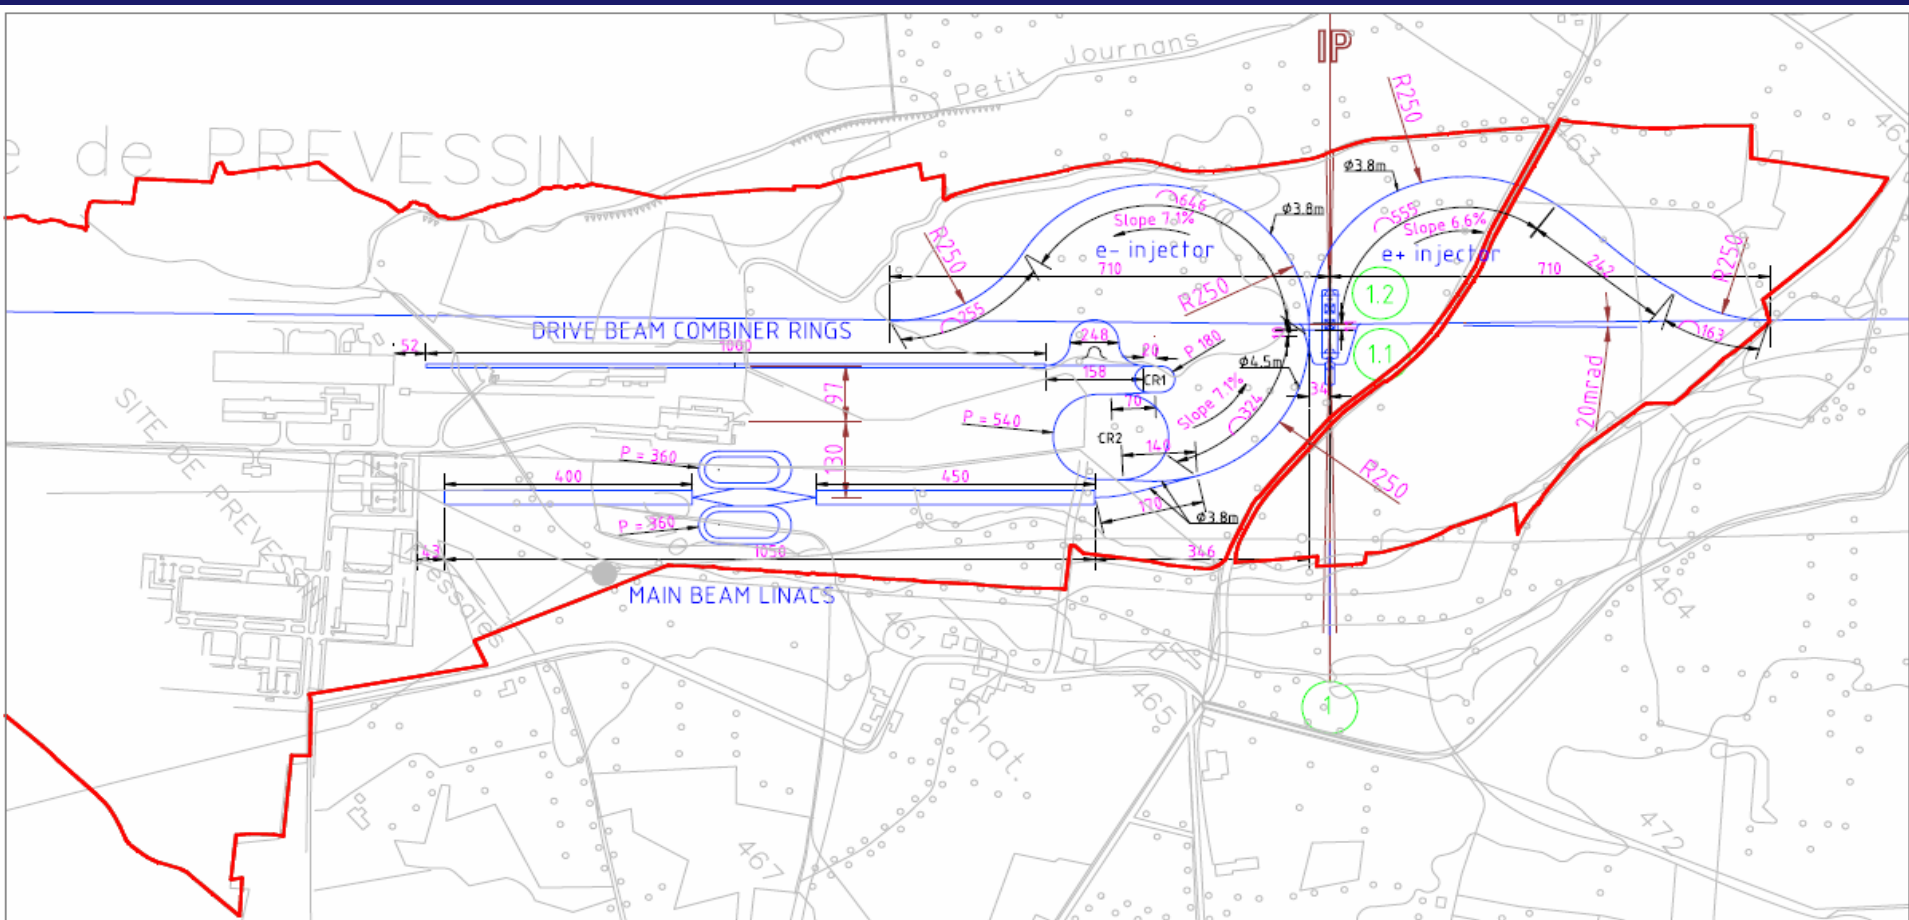 IP
Petit Journans
e de PREVESSIN
R250
463
463
ø3.8m
646
ø3.8m
555
Slope 7.1%
Slope 6.6%
R250
e- injector
e+ injector
R250
710
710
242
R250
1.2
255
DRIVE BEAM COMBINER RINGS
248
163
52
1000
20
P 180
1.1
ø4.5m
158
CR1
34
97
70
Slope 7.1%
324
20mrad
SITE DE PREVESSIN
P = 540
CR2
140
P = 360
130
400
450
R250
170
ø3.8m
P = 360
43
1050
346
MAIN BEAM LINACS
461
464
465
1
Chat.
472
467